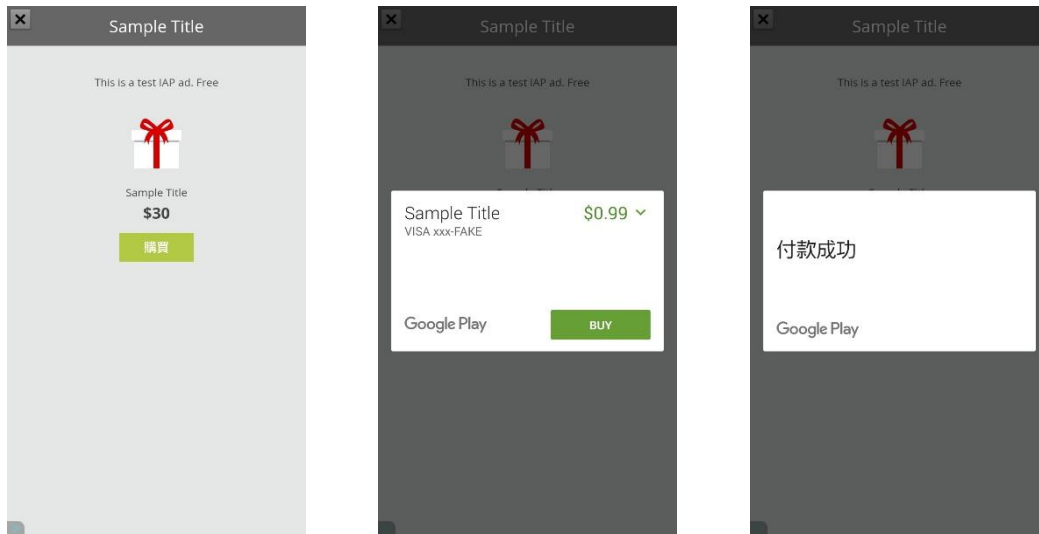 Sample Title
This is a test IAP ad. Free
Sample Title
$30
購買
Sample Title
This is a test IAP ad. Free
Sample Title $0.99
VISA xxx-FAKE
Google Play BUY
Sample Title
This is a test IAP ad. Free
付款成功
Google Play